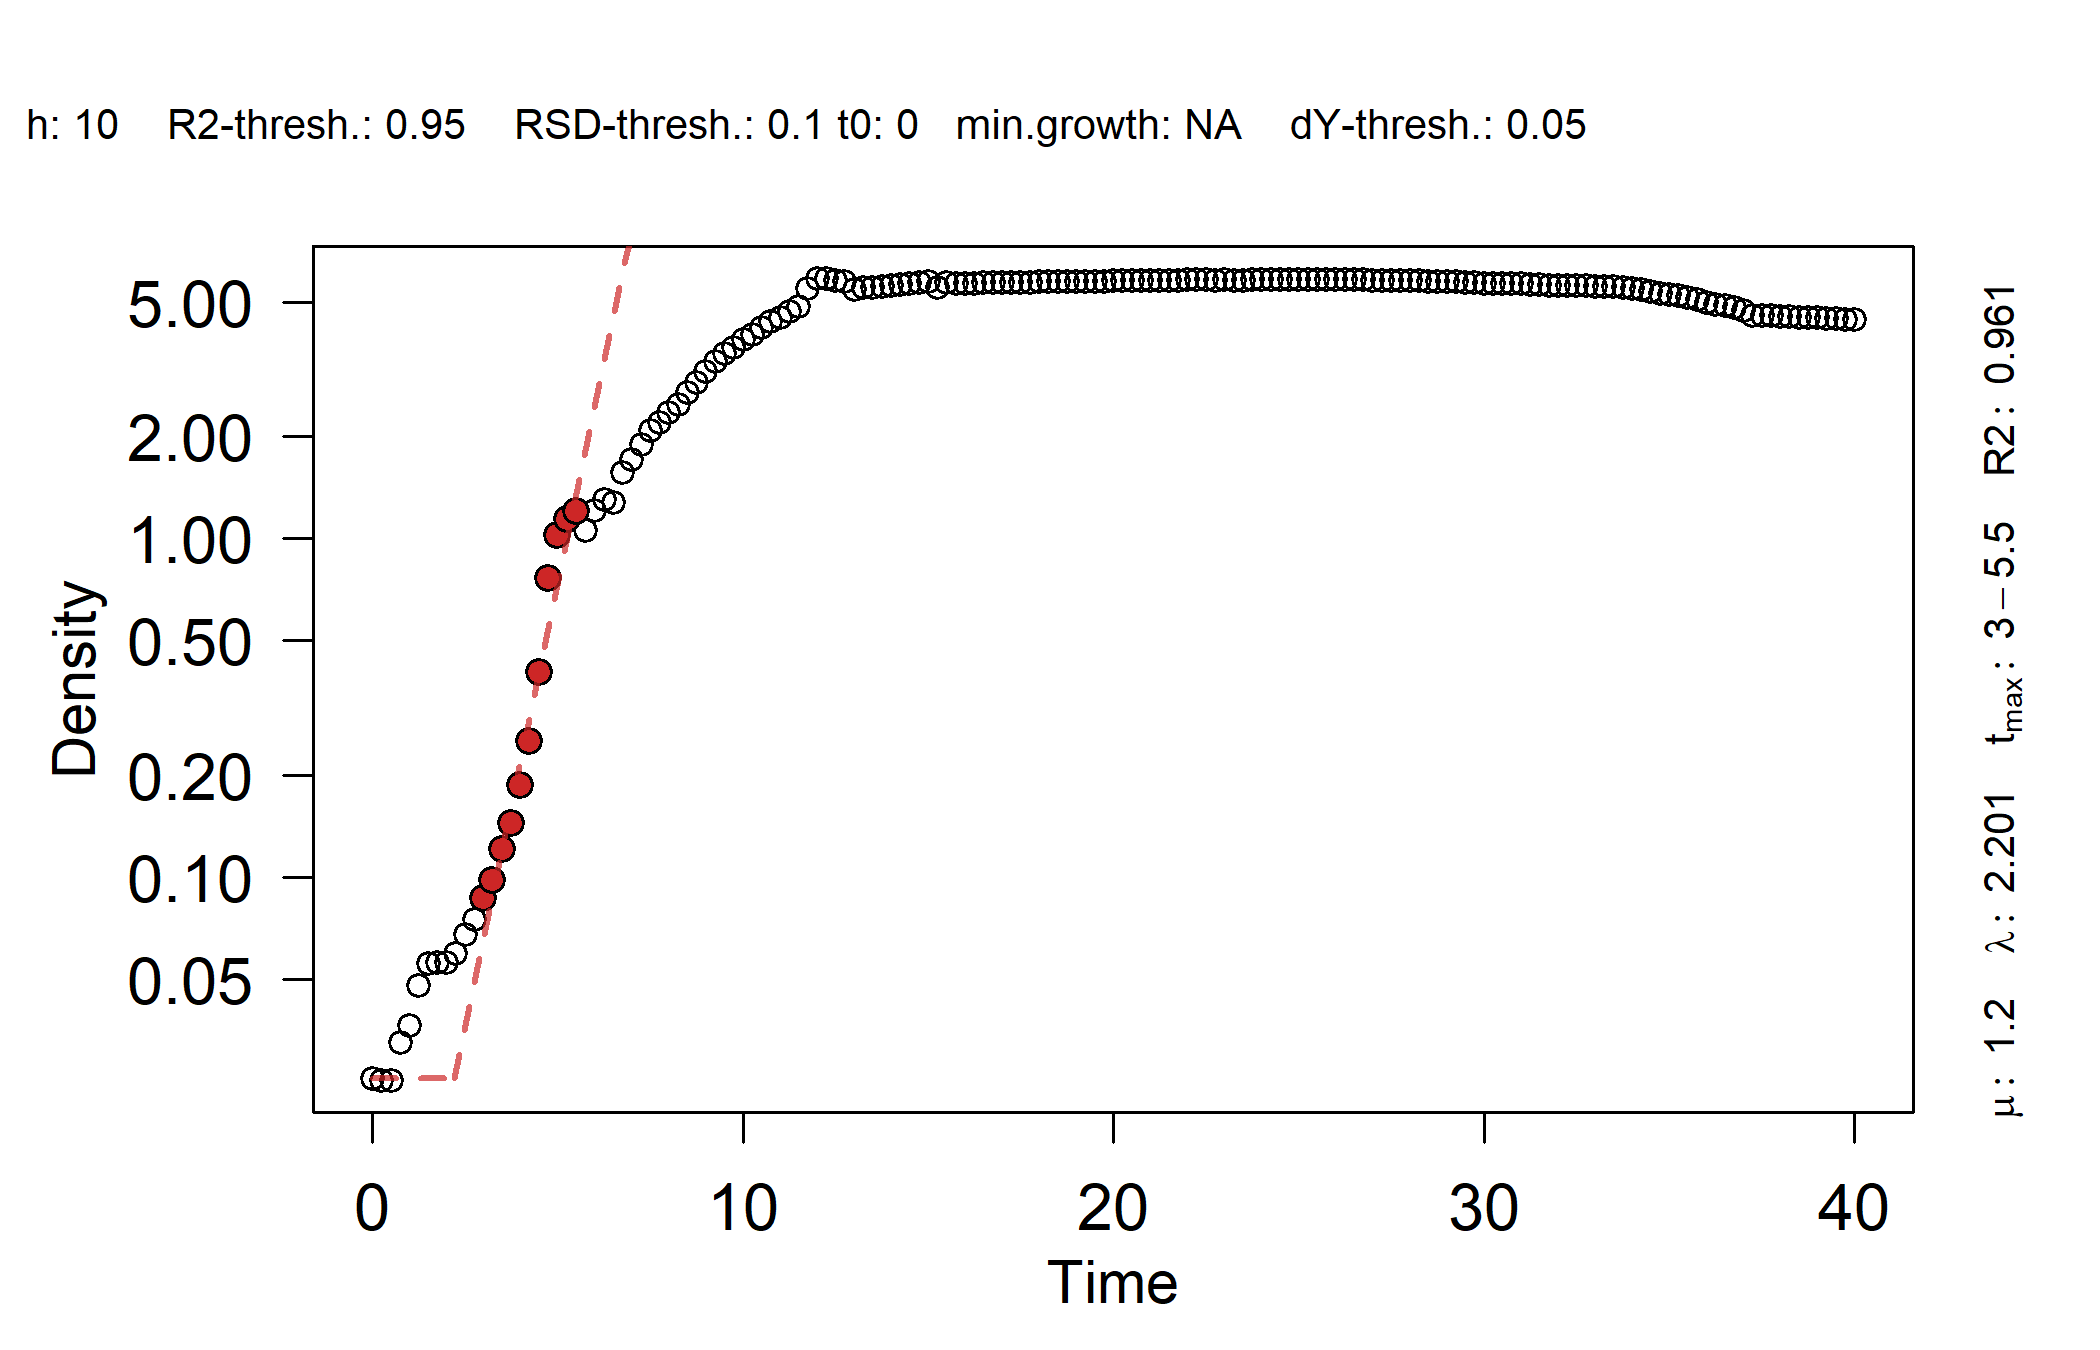 h: 10    R2-thresh.: 0.95    RSD-thresh.: 0.1 t0: 0   min.growth: NA    dY-thresh.: 0.05
5.00
2.00
1.00
0.50
0.20
0.10
0.05
Density
0 10 20 30 40
Time
μ: 1.2   λ: 2.201   tmax: 3−5.5   R2: 0.961